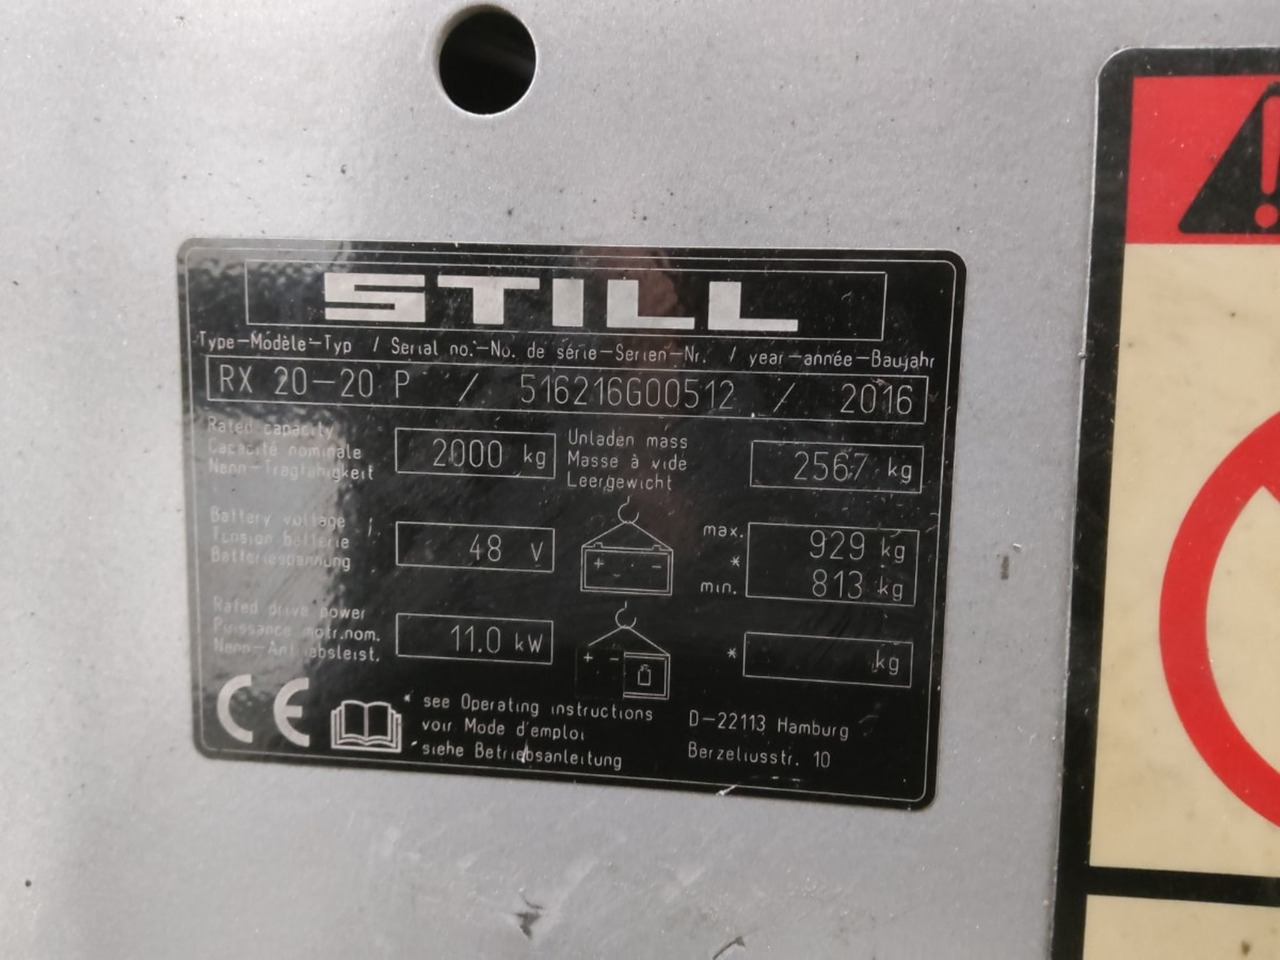 STILL
Type-Modèle-Typ / Serial no.-No. de série-Serien-Nr. / year-année-Baujahr
RX 20-20 P / 516216G00512 / 2016
Rated capacity
Capacité nominale
Nenn-Tragfähigkeit
2000 kg
Unladen mass
Masse à vide
Leergewicht
2567 kg
Battery voltage
Tension batterie
Batteriespannung
48 V
max. 929 kg
*
min. 813 kg
Rated drive power
Puissance motr.nom.
Nenn-Antriebsleist.
11.0 kW
* kg
CE
* see Operating instructions
voir Mode d'emploi
siehe Betriebsanleitung
D-22113 Hamburg
Berzeliusstr. 10